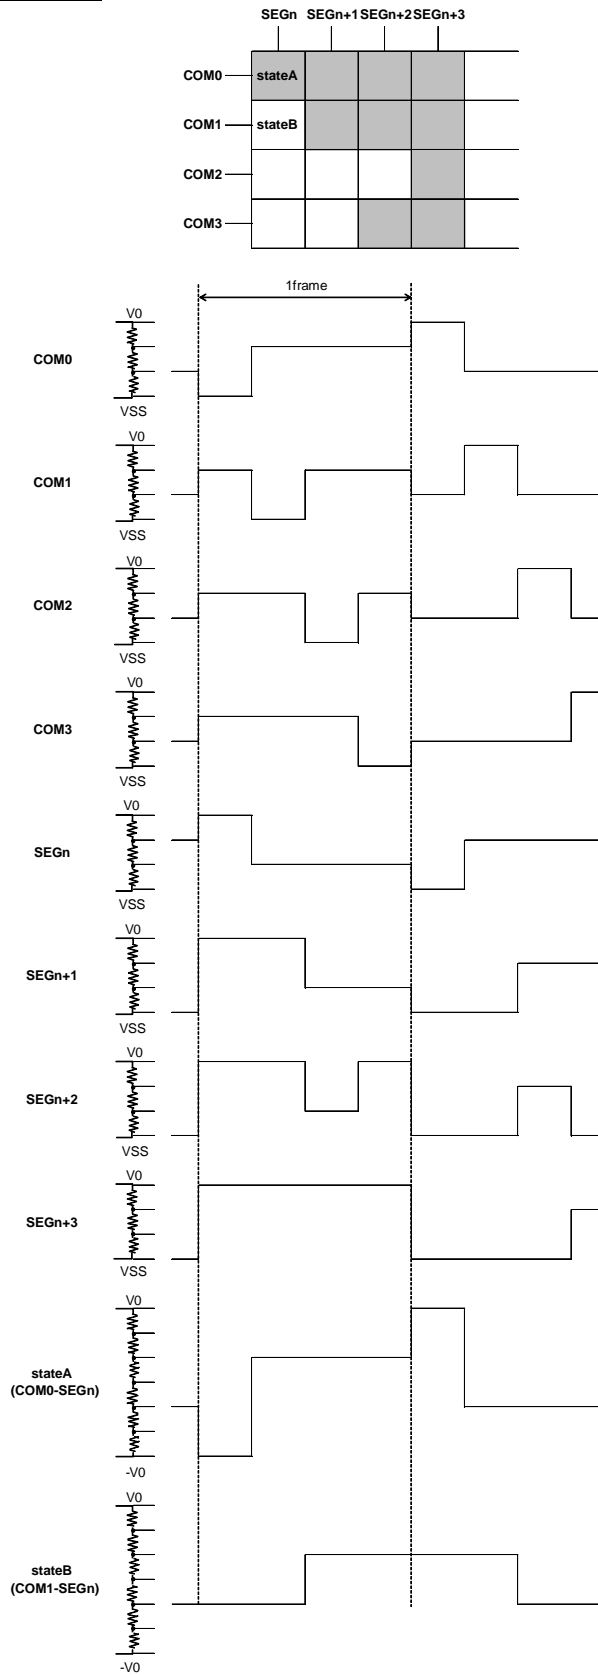 SEGn SEGn+1 SEGn+2 SEGn+3
COM0 stateA
COM1 stateB
COM2
COM3
1frame
V0
COM0
VSS
V0
COM1
VSS
V0
COM2
VSS
V0
COM3
VSS
V0
SEGn
VSS
V0
SEGn+1
VSS
V0
SEGn+2
VSS
V0
SEGn+3
VSS
V0
stateA
(COM0-SEGn)
-V0
V0
stateB
(COM1-SEGn)
-V0